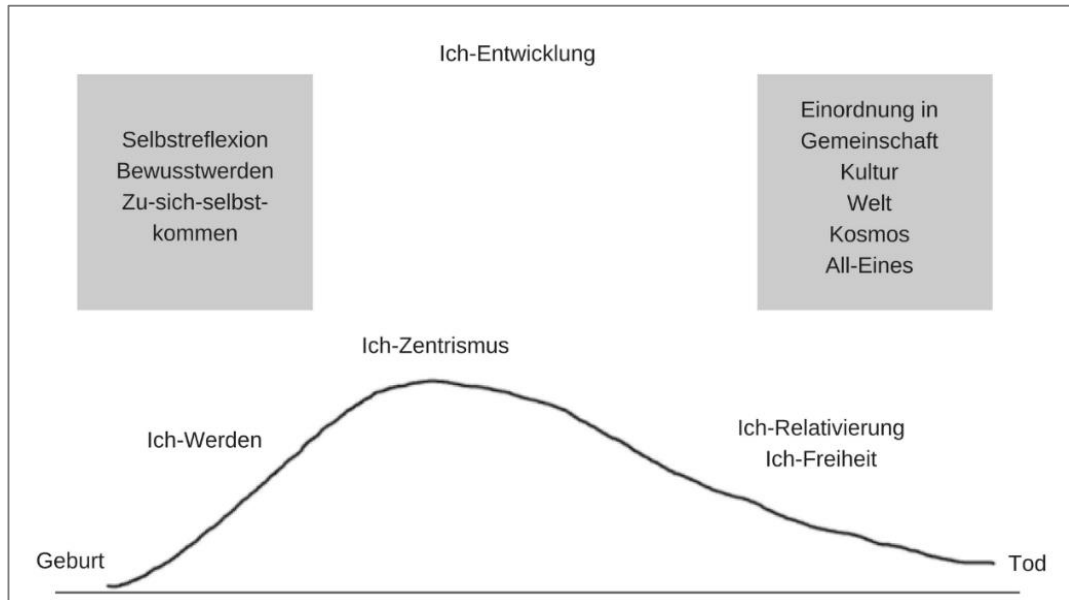 Ich-Entwicklung
Selbstreflexion
Bewusstwerden
Zu-sich-selbst-
kommen
Einordnung in
Gemeinschaft
Kultur
Welt
Kosmos
All-Eines
Ich-Zentrismus
Ich-Werden
Ich-Relativierung
Ich-Freiheit
Geburt
Tod